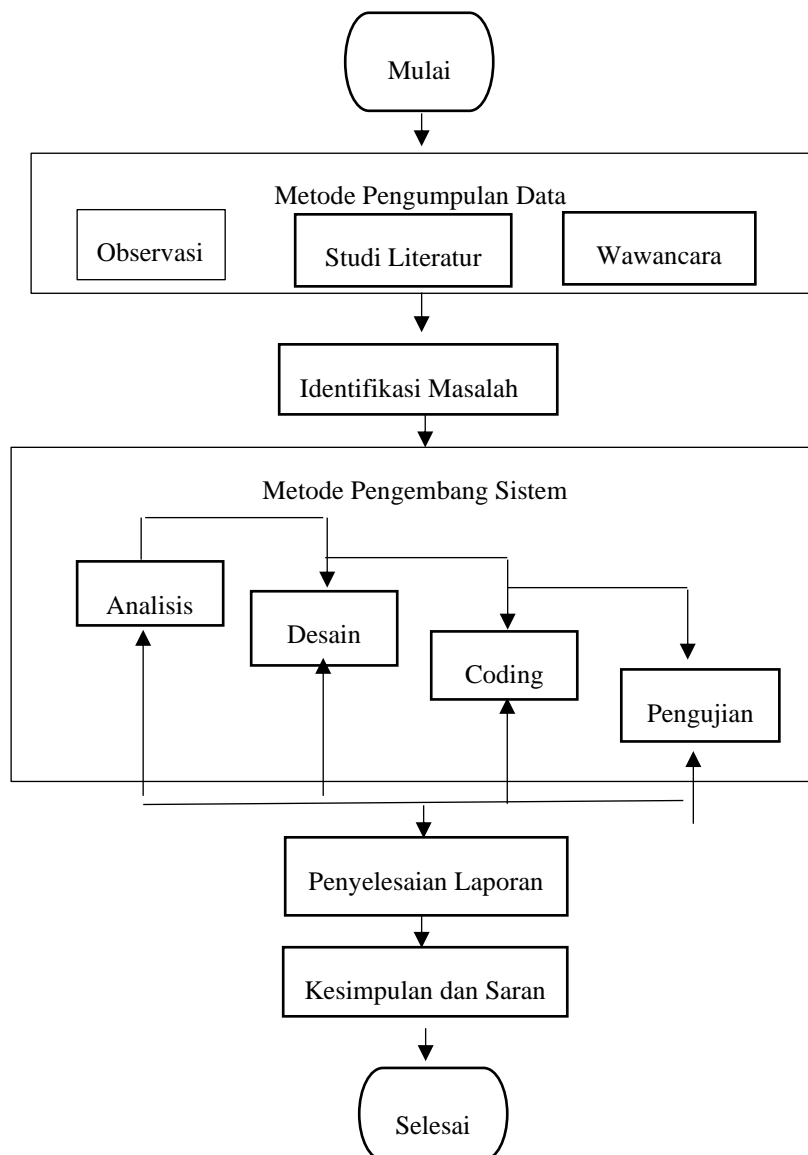 Mulai
Metode Pengumpulan Data
Observasi
Studi Literatur
Wawancara
Identifikasi Masalah
Metode Pengembang Sistem
Analisis
Desain
Coding
Pengujian
Penyelesaian Laporan
Kesimpulan dan Saran
Selesai